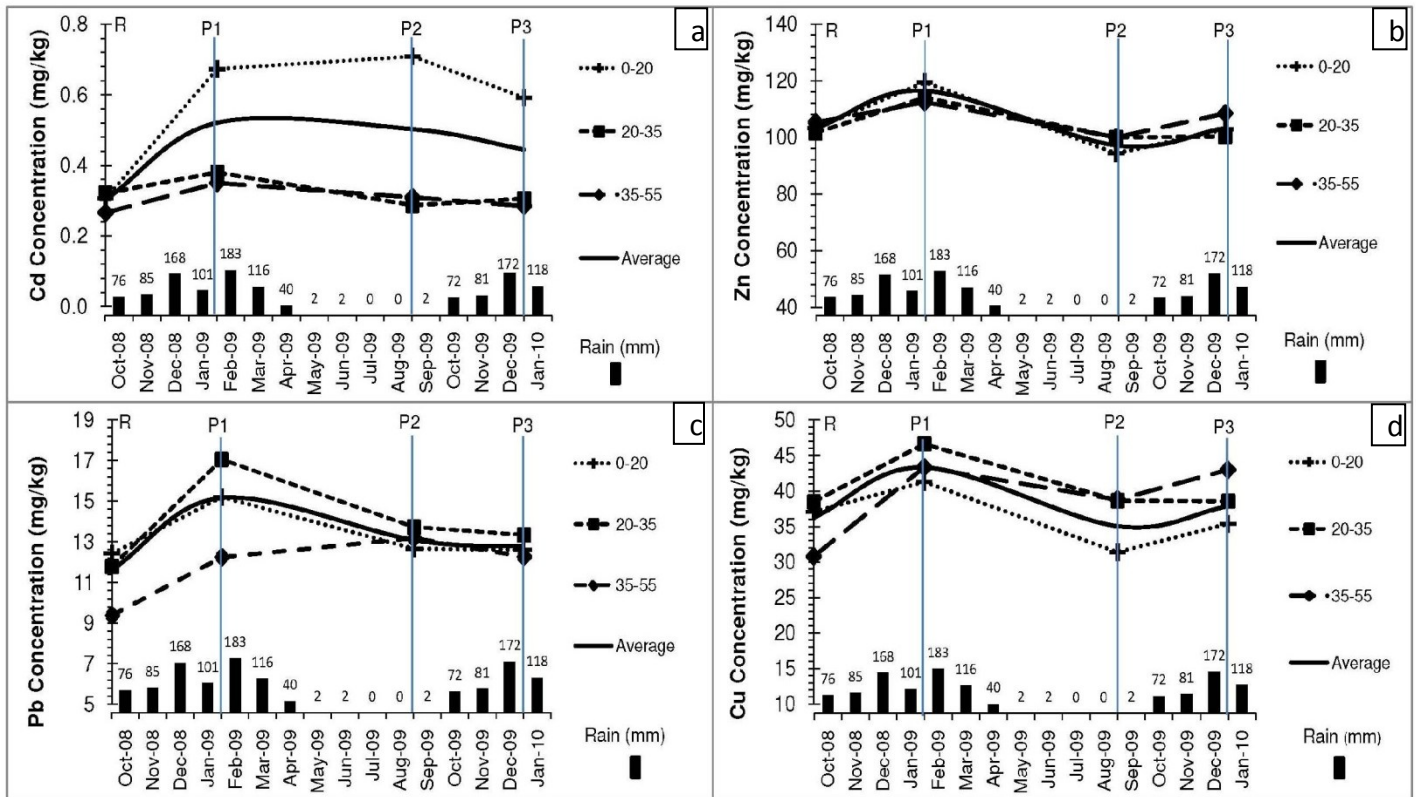 a
Cd Concentration (mg/kg)
0.8
0.6
0.4
0.2
0.0
R P1 P2 P3
76 85 168 101 183 116 40 2 2 0 0 2 72 81 172 118
Oct-08 Nov-08 Dec-08 Jan-09 Feb-09 Mar-09 Apr-09 May-09 Jun-09 Jul-09 Aug-09 Sep-09 Oct-09 Nov-09 Dec-09 Jan-10
0-20
20-35
•35-55
Average
Rain (mm)
b
Zn Concentration (mg/kg)
140
120
100
80
60
40
R P1 P2 P3
76 85 168 101 183 116 40 2 2 0 0 2 72 81 172 118
Oct-08 Nov-08 Dec-08 Jan-09 Feb-09 Mar-09 Apr-09 May-09 Jun-09 Jul-09 Aug-09 Sep-09 Oct-09 Nov-09 Dec-09 Jan-10
0-20
20-35
•35-55
Average
Rain (mm)
c
Pb Concentration (mg/kg)
19
17
15
13
11
9
7
5
R P1 P2 P3
76 85 168 101 183 116 40 2 2 0 0 2 72 81 172 118
Oct-08 Nov-08 Dec-08 Jan-09 Feb-09 Mar-09 Apr-09 May-09 Jun-09 Jul-09 Aug-09 Sep-09 Oct-09 Nov-09 Dec-09 Jan-10
0-20
20-35
35-55
Average
Rain (mm)
d
Cu Concentration (mg/kg)
50
45
40
35
30
25
20
15
10
R P1 P2 P3
76 85 168 101 183 116 40 2 2 0 0 2 72 81 172 118
Oct-08 Nov-08 Dec-08 Jan-09 Feb-09 Mar-09 Apr-09 May-09 Jun-09 Jul-09 Aug-09 Sep-09 Oct-09 Nov-09 Dec-09 Jan-10
0-20
20-35
•35-55
Average
Rain (mm)